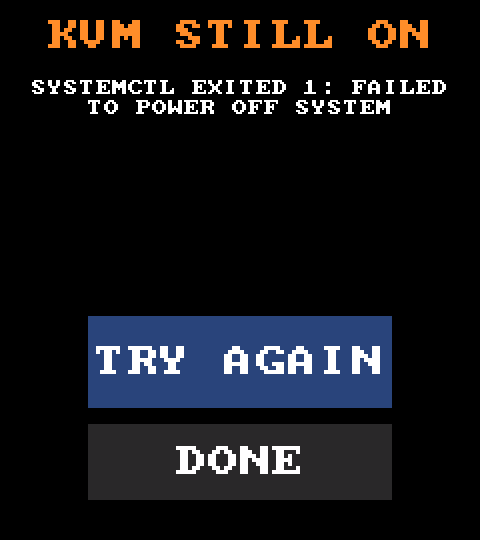 KVM STILL ON
SYSTEMCTL EXITED 1: FAILED
TO POWER OFF SYSTEM
TRY AGAIN
DONE